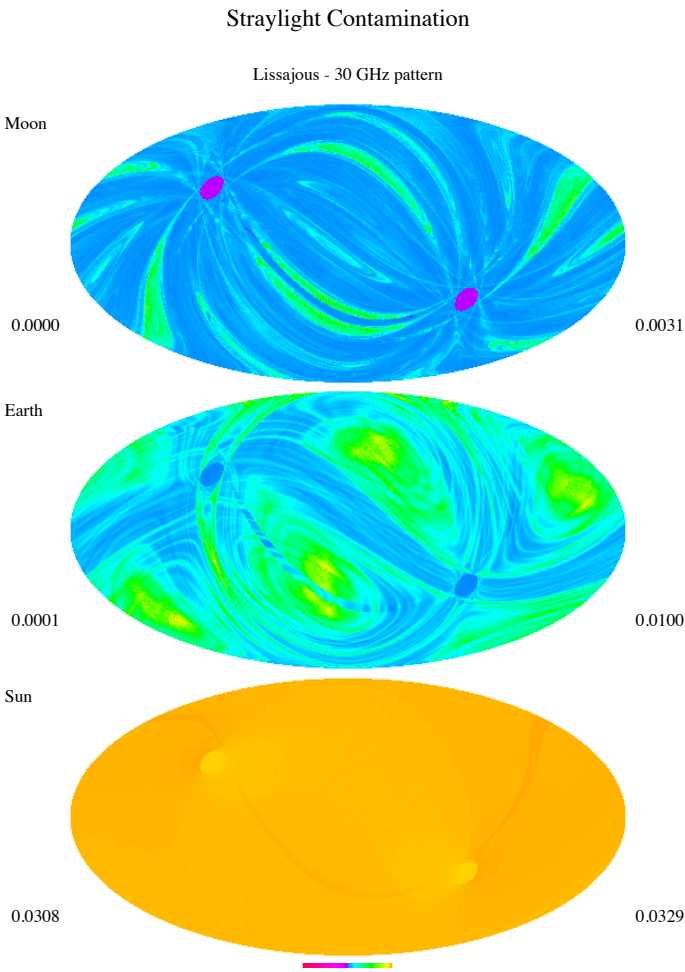 Straylight Contamination
Lissajous - 30 GHz pattern
Moon
0.0000
0.0031
Earth
0.0001
0.0100
Sun
0.0308
0.0329